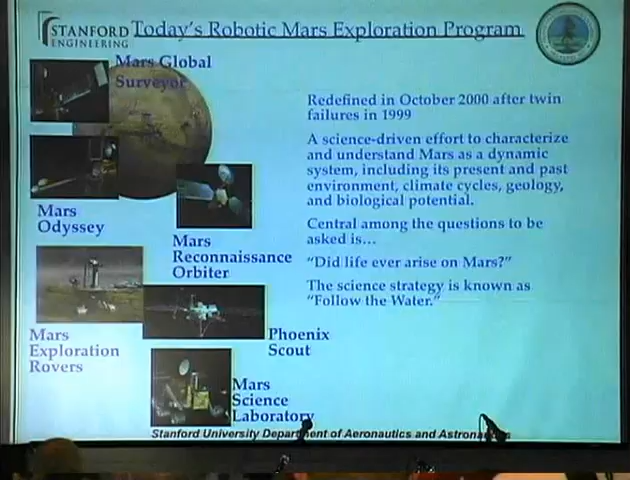 STANFORD
ENGINEERING
Today's Robotic Mars Exploration Program
Mars Global
Surveyor
Redefined in October 2000 after twin
failures in 1999
A science-driven effort to characterize
and understand Mars as a dynamic
system, including its present and past
environment, climate cycles, geology,
and biological potential.
Mars
Odyssey
Central among the questions to be
asked is…
Mars
Reconnaissance
Orbiter
"Did life ever arise on Mars?"
The science strategy is known as
"Follow the Water."
Mars
Exploration
Rovers
Phoenix
Scout
Mars
Science
Laboratory
Stanford University Department of Aeronautics and Astronautics